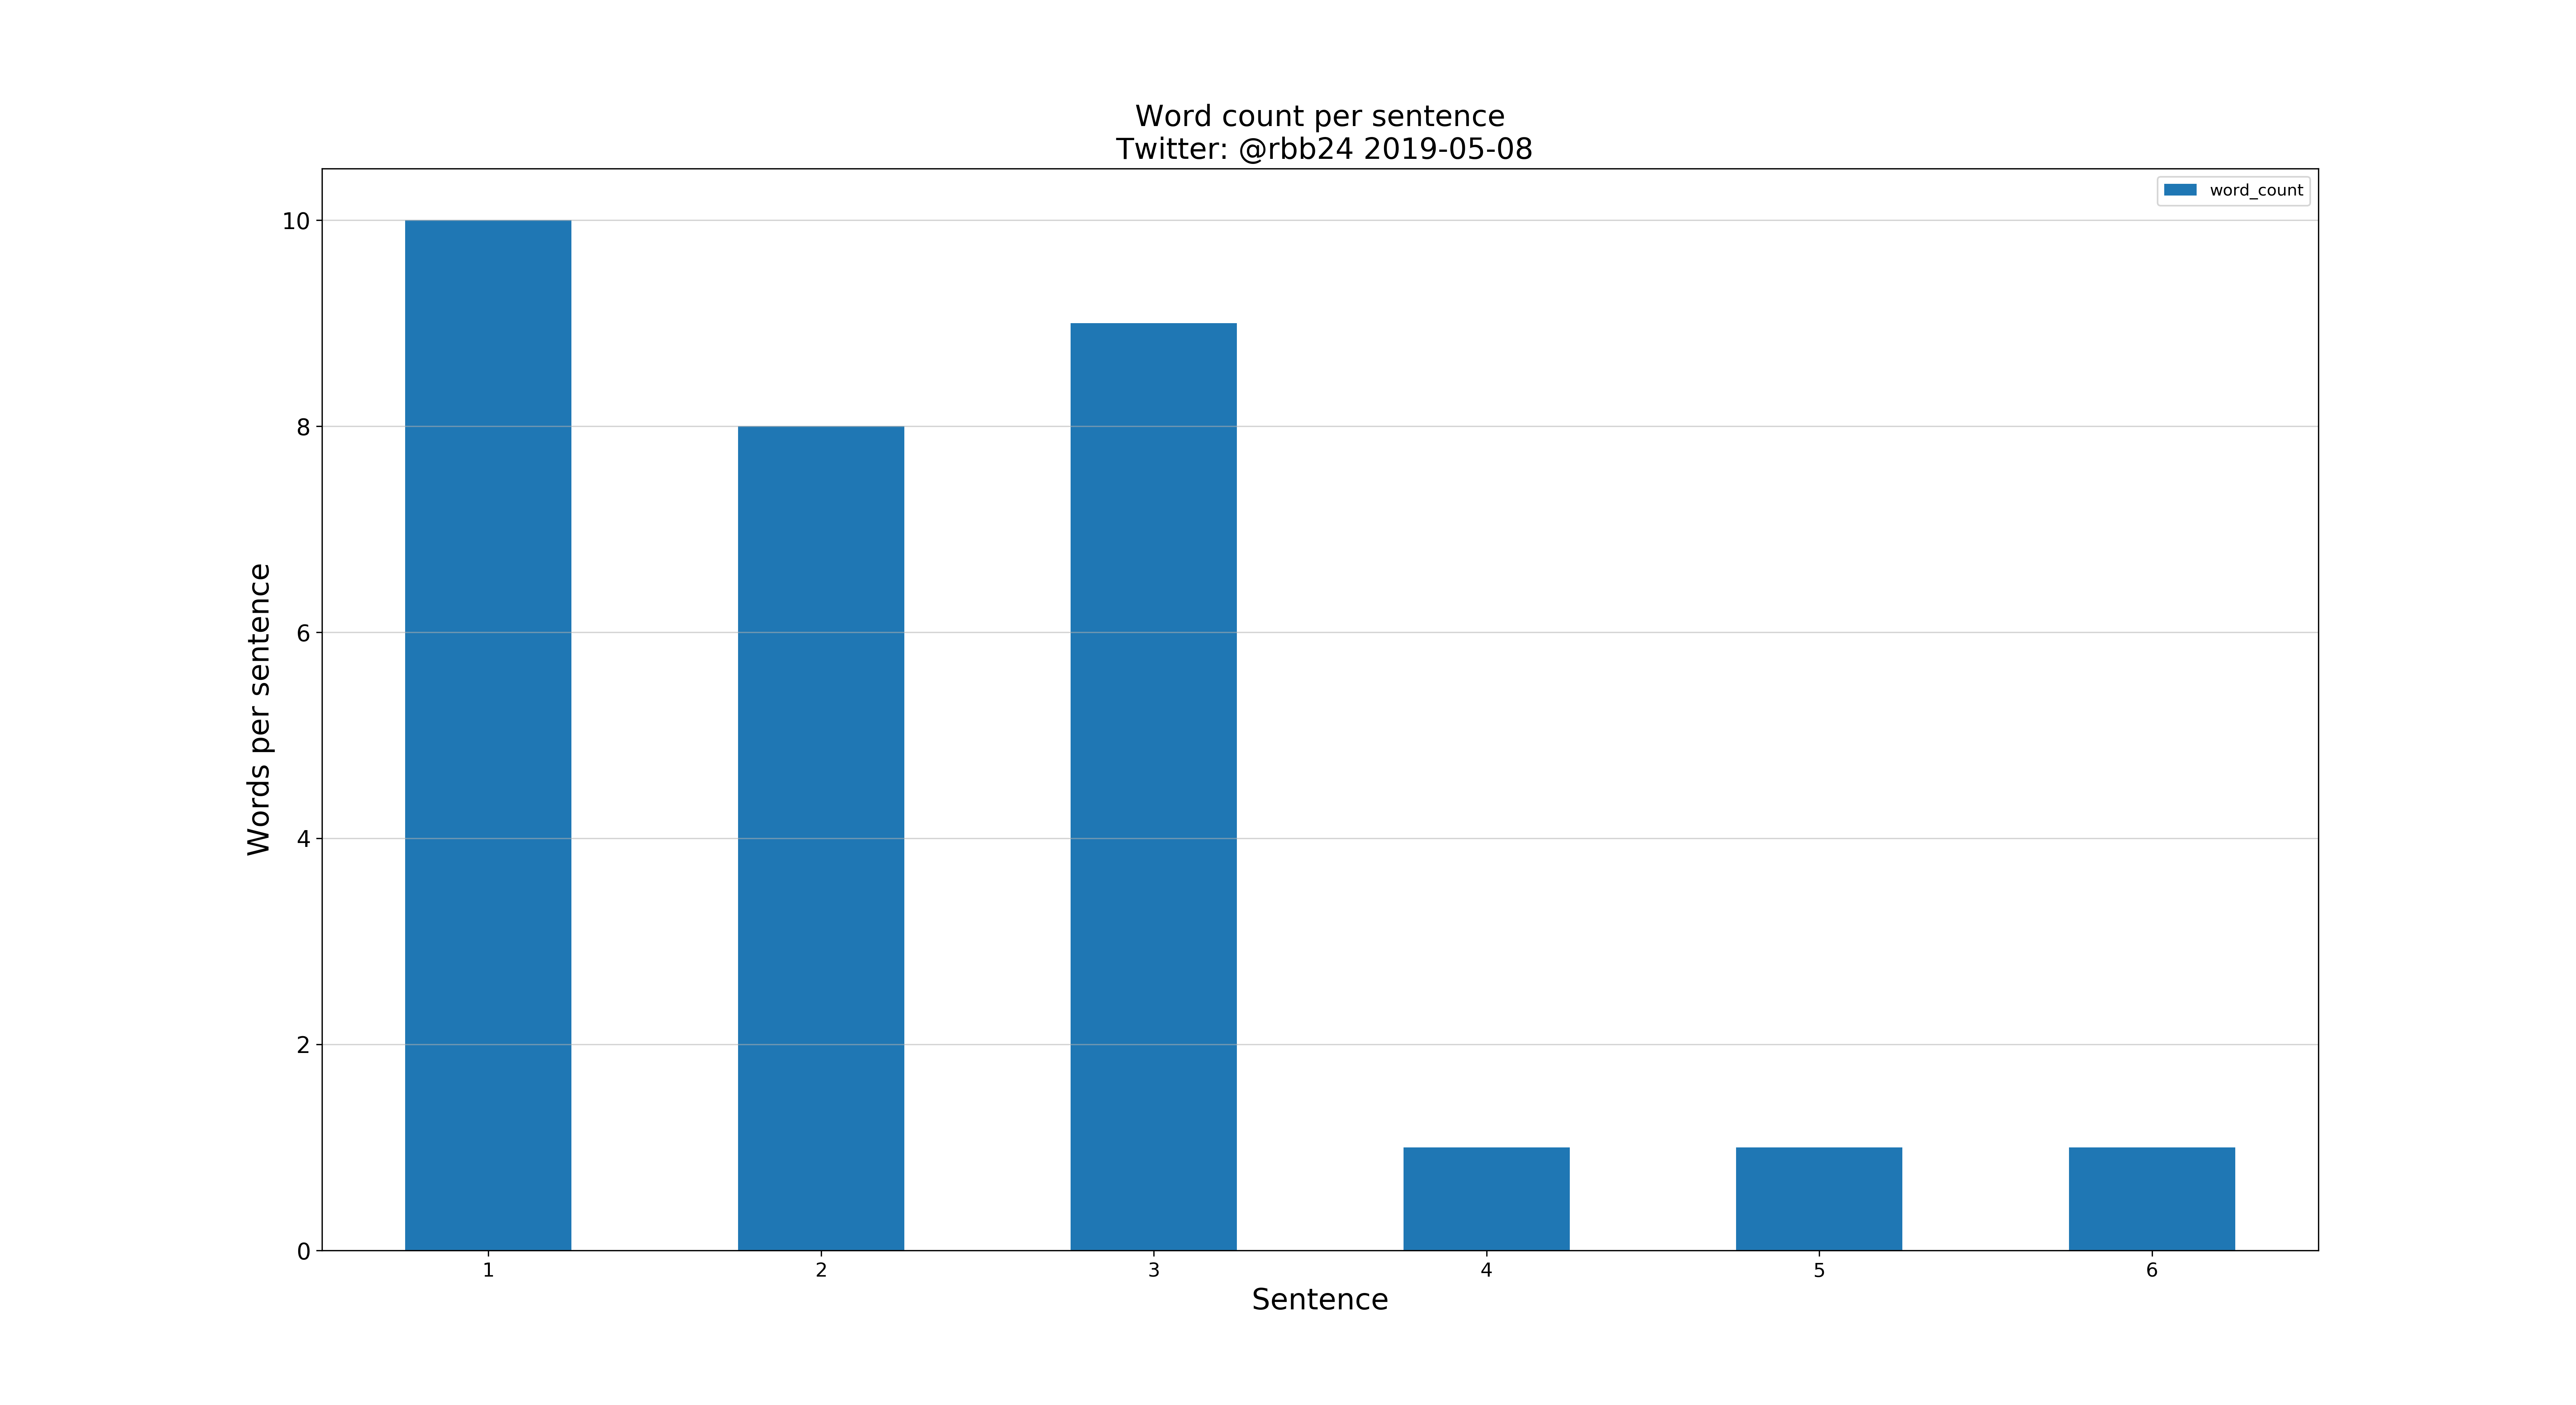 Word count per sentence
Twitter: @rbb24 2019-05-08
word_count
10
8
6
4
2
0
Words per sentence
1 2 3 4 5 6
Sentence